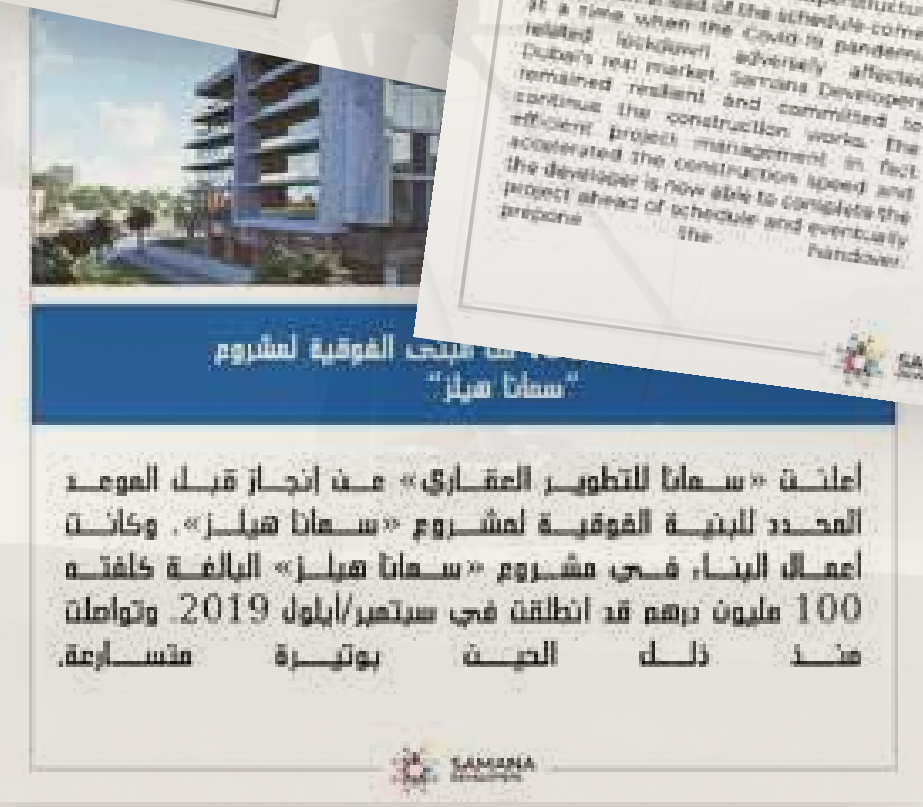 at a time when the Covid-19 pandemic
related lockdown adversely affected
Dubai's real market, Samana Developers
remained resilient and committed to
continue the construction works. The
efficient project management in fact
accelerated the construction speed and
the developer is now able to complete the
project ahead of schedule and eventually
prepone the handover.
البنى الفوقية لمشروع
"سمانا هيلز"
أعلنت «سمانا للتطوير العقاري» عن إنجاز قبل الموعد
المحدد للبنية الفوقية لمشروع «سمانا هيلز». وكانت
أعمال البناء في مشروع «سمانا هيلز» البالغة كلفته
100 مليون درهم قد انطلقت في سبتمبر/أيلول 2019. وتواصلت
منذ ذلك الحين بوتيرة متسارعة.
SAMANA
DEVELOPERS